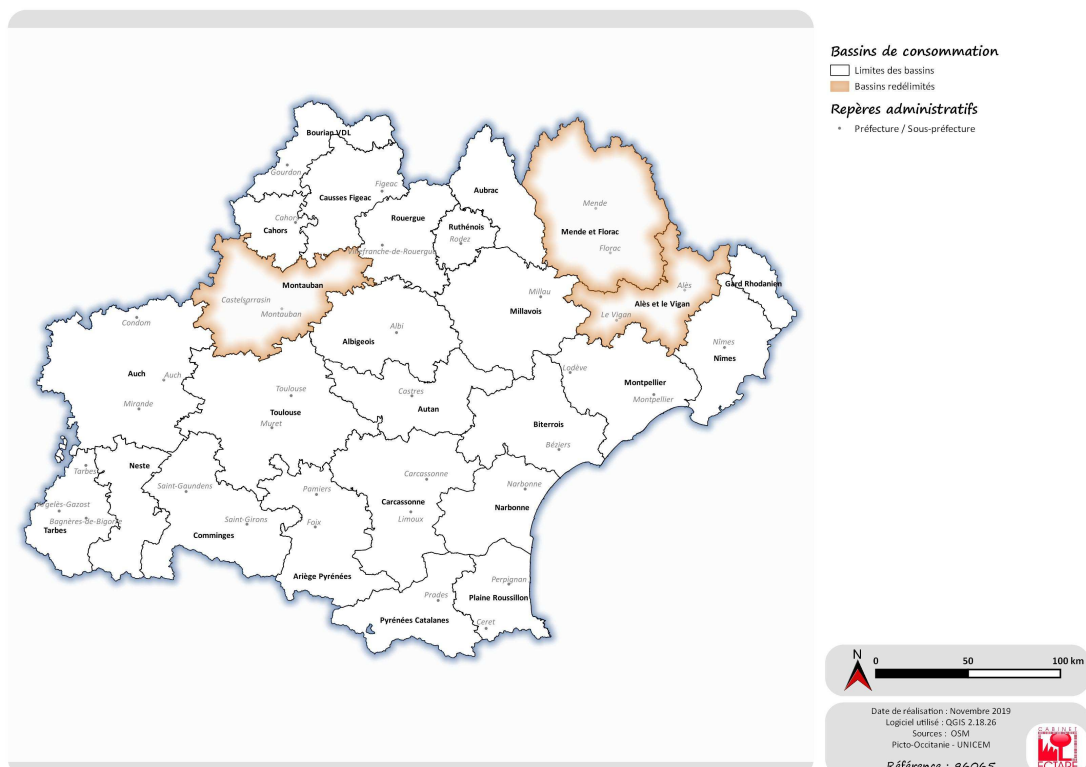 Bassins de consommation
Limites des bassins
Bassins redélimités
Repères administratifs
Préfecture / Sous-préfecture
Bourian VDL
Gourdon
Figeac
Causses Figeac
Aubrac
Mende
Cahors
Cahors
Rouergue
Ruthénois
Rodez
Mende et Florac
Florac
Villefranche-de-Rouergue
Montauban
Castelsarrasin
Montauban
Millau
Millavois
Alès
Alès et le Vigan
Le Vigan
Gard Rhodanien
Condom
Albi
Albigeois
Nîmes
Nîmes
Auch
Auch
Mirande
Toulouse
Toulouse
Muret
Castres
Autan
Lodève
Montpellier
Montpellier
Biterrois
Béziers
Neste
Tarbes
Saint-Gaudens
Pamiers
Carcassonne
Carcassonne
Limoux
Narbonne
Narbonne
Argelès-Gazost
Bagnères-de-Bigorre
Tarbes
Saint-Girons
Foix
Comminges
Ariège Pyrénées
Perpignan
Prades
Plaine Roussillon
Pyrénées Catalanes
Ceret
N
0 50 100 km
Date de réalisation : Novembre 2019
Logiciel utilisé : QGIS 2.18.26
Sources : OSM
Picto-Occitanie - UNICEM
Référence : 96065
CABINET
ECTARE